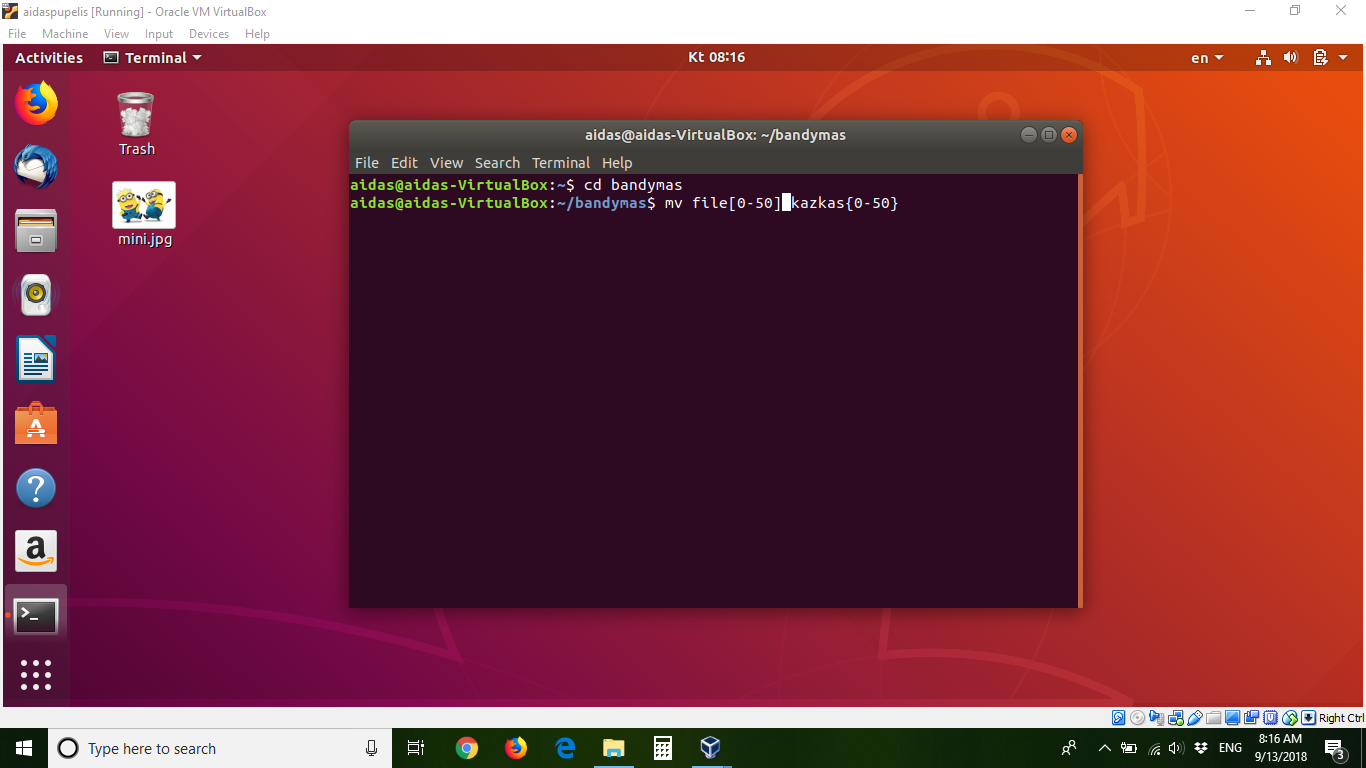 aidaspupelis [Running] - Oracle VM VirtualBox
File Machine View Input Devices Help
Activities Terminal Kt 08:16 en
Trash
mini.jpg
aidas@aidas-VirtualBox: ~/bandymas
File Edit View Search Terminal Help
aidas@aidas-VirtualBox:~$ cd bandymas
aidas@aidas-VirtualBox:~/bandymas$ mv file[0-50] kazkas{0-50}
Right Ctrl
Type here to search
ENG
8:16 AM
9/13/2018
3